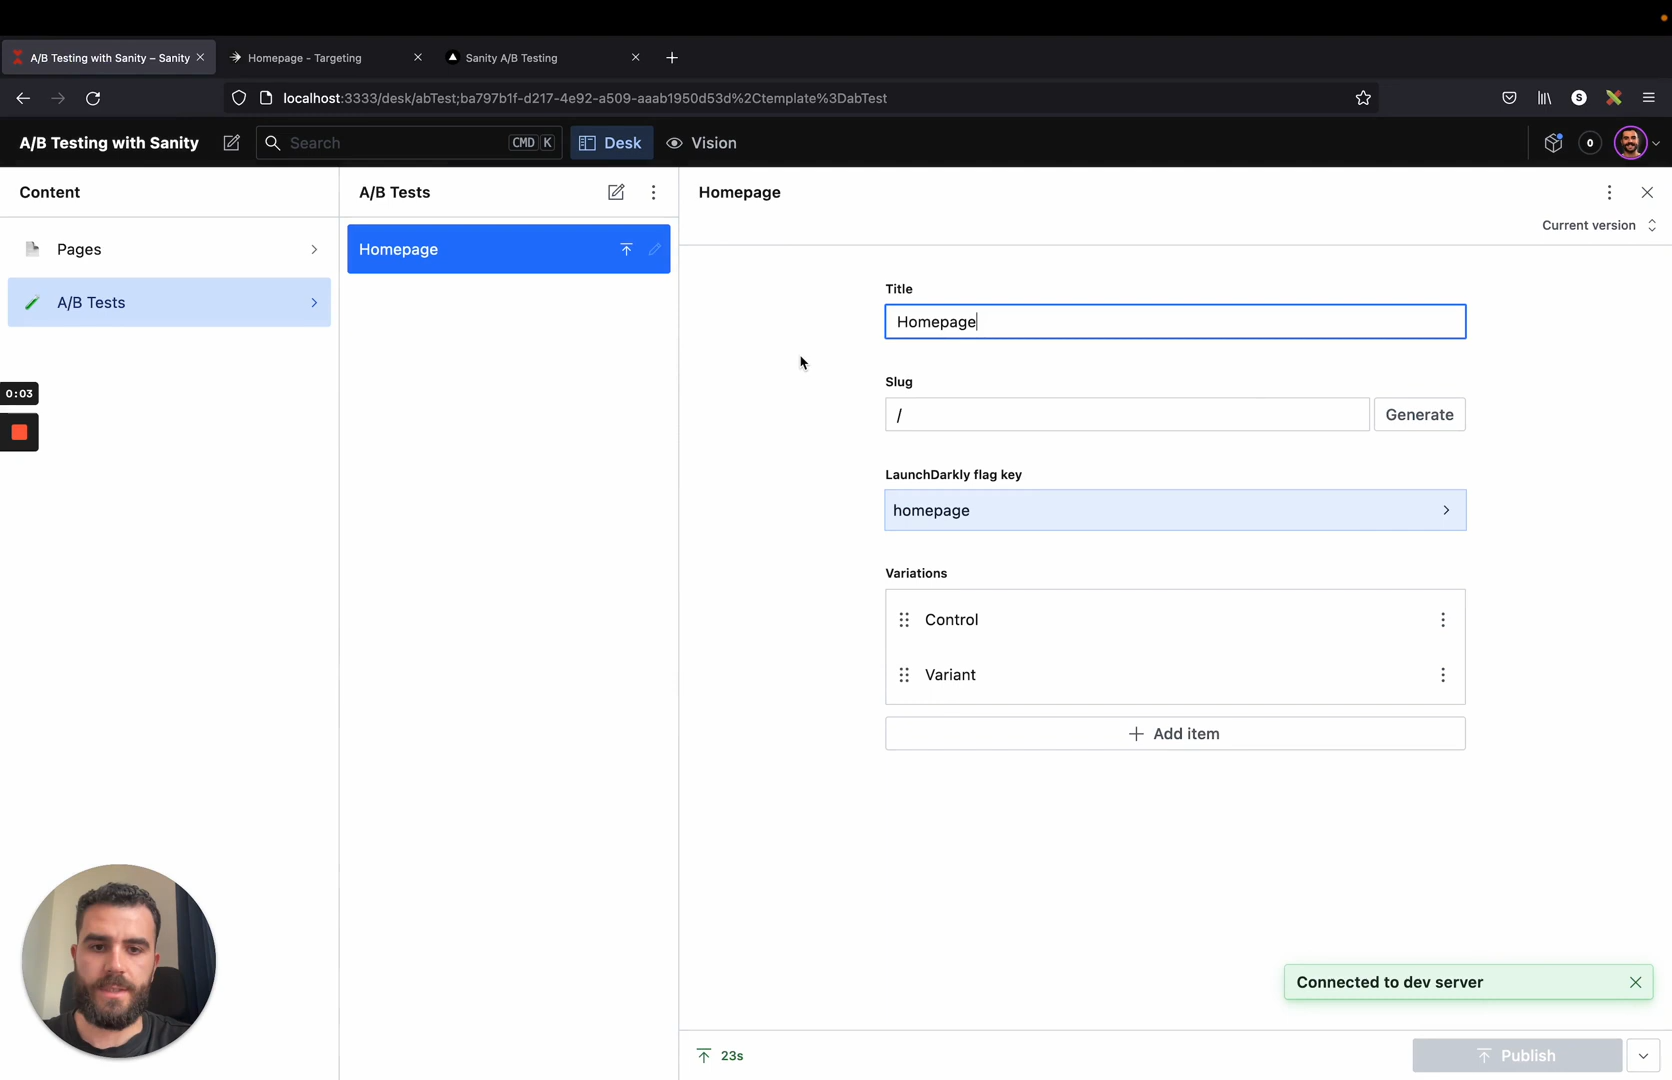 A/B Testing with Sanity – Sanity
Homepage - Targeting
Sanity A/B Testing
localhost:3333/desk/abTest;ba797b1f-d217-4e92-a509-aaab1950d53d%2Ctemplate%3DabTest
S
A/B Testing with Sanity
Search
CMD K
Desk
Vision
0
Content
A/B Tests
Homepage
Current version
Pages
A/B Tests
Homepage
Title
Homepage
Slug
/
Generate
LaunchDarkly flag key
homepage
Variations
Control
Variant
Add item
0:03
Connected to dev server
23s
Publish